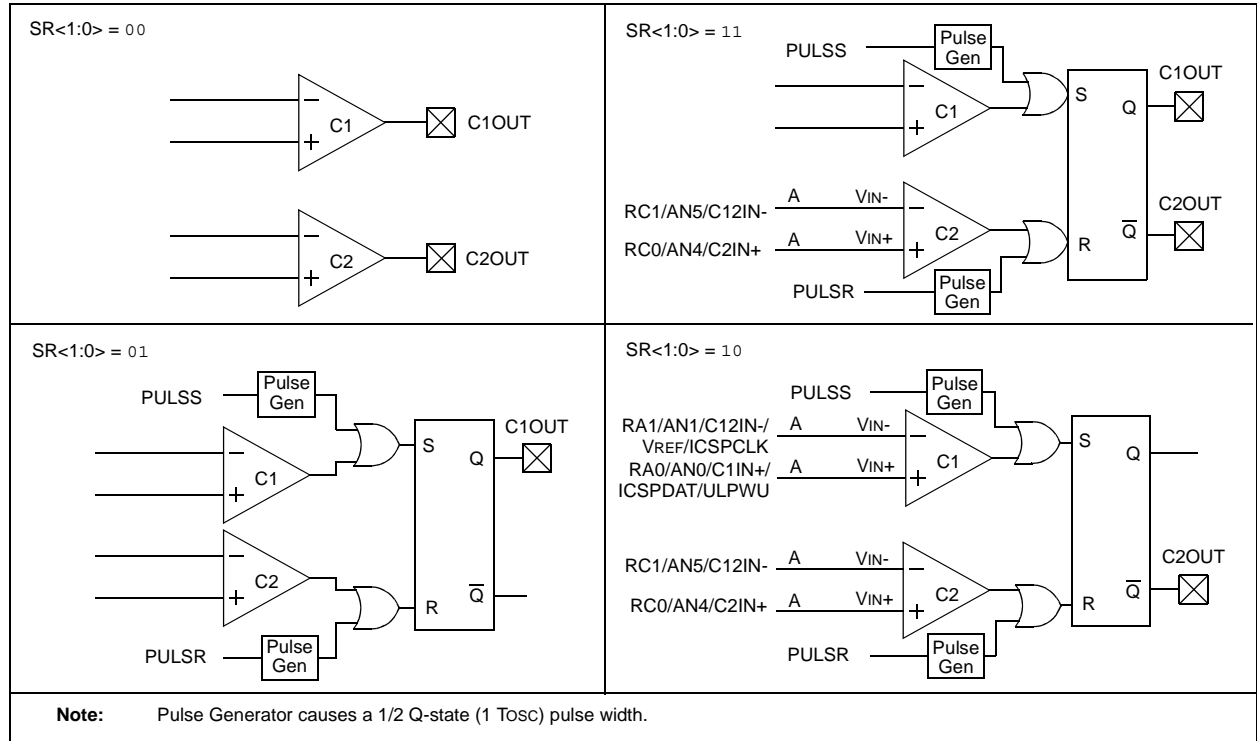 SR<1:0> = 00
−
+
C1
C1OUT
−
+
C2
C2OUT
SR<1:0> = 11
PULSS
Pulse
Gen
−
+
C1
S
Q
C1OUT
RC1/AN5/C12IN-
A
VIN-
RC0/AN4/C2IN+
A
VIN+
−
+
C2
R
Q
C2OUT
PULSR
Pulse
Gen
SR<1:0> = 01
PULSS
Pulse
Gen
−
+
C1
S
Q
C1OUT
−
+
C2
R
Q
PULSR
Pulse
Gen
SR<1:0> = 10
PULSS
Pulse
Gen
RA1/AN1/C12IN-/
VREF/ICSPCLK
A
VIN-
RA0/AN0/C1IN+/
ICSPDAT/ULPWU
A
VIN+
−
+
C1
S
Q
RC1/AN5/C12IN-
A
VIN-
RC0/AN4/C2IN+
A
VIN+
−
+
C2
R
Q
C2OUT
PULSR
Pulse
Gen
Note: Pulse Generator causes a 1/2 Q-state (1 TOSC) pulse width.